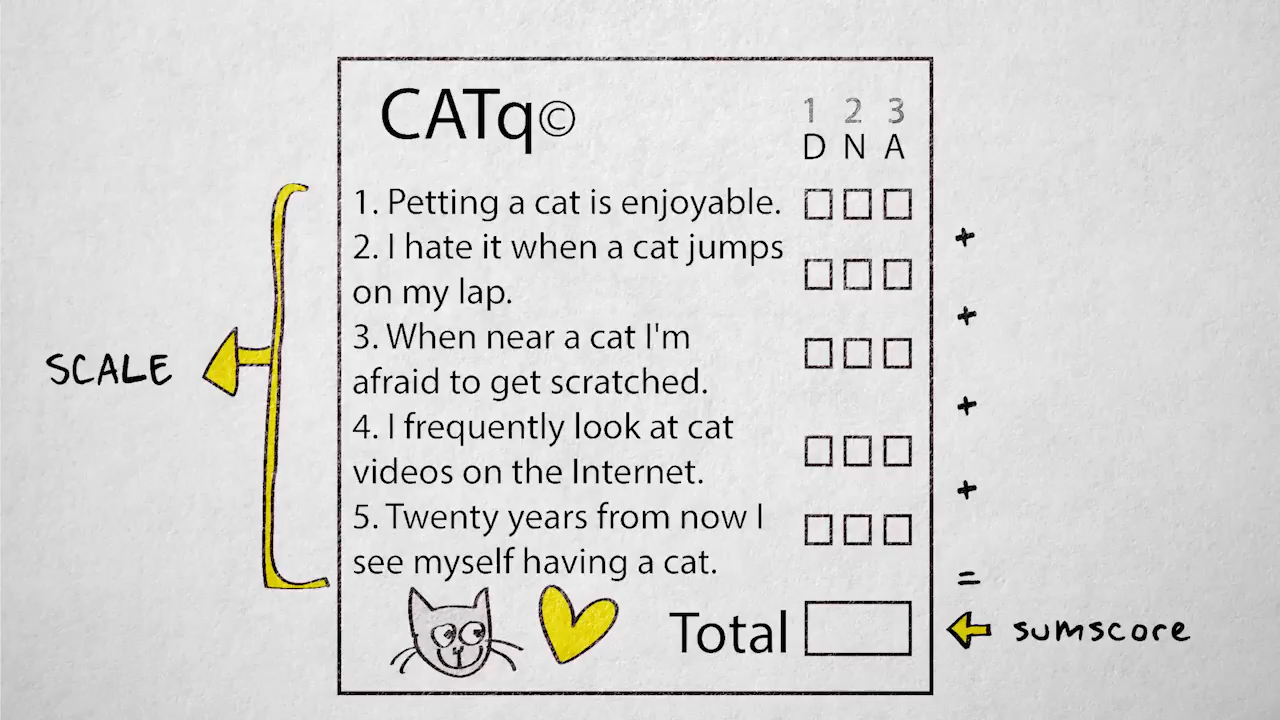 CATq©
1 2 3
D N A
1. Petting a cat is enjoyable.
+
2. I hate it when a cat jumps
on my lap.
+
3. When near a cat I'm
SCALE
afraid to get scratched.
+
4. I frequently look at cat
videos on the Internet.
+
5. Twenty years from now I
see myself having a cat.
=
Total
sumscore